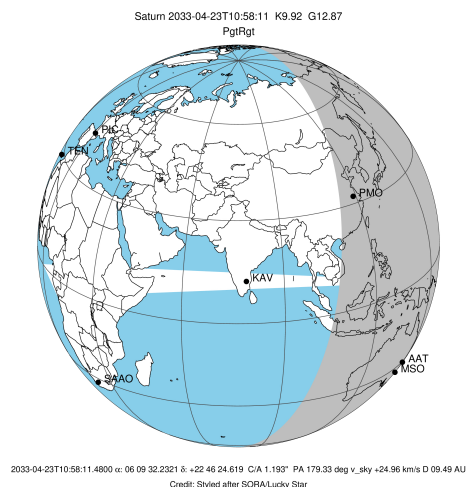 Saturn 2033-04-23T10:58:11 K9.92 G12.87
PgtRgt
PIC
TEN
PMO
KAV
AAT
MSO
SAAO
2033-04-23T10:58:11.4800 α: 06 09 32.2321 δ: +22 46 24.619 C/A 1.193" PA 179.33 deg v_sky +24.96 km/s D 09.49 AU
Credit: Styled after SORA/Lucky Star